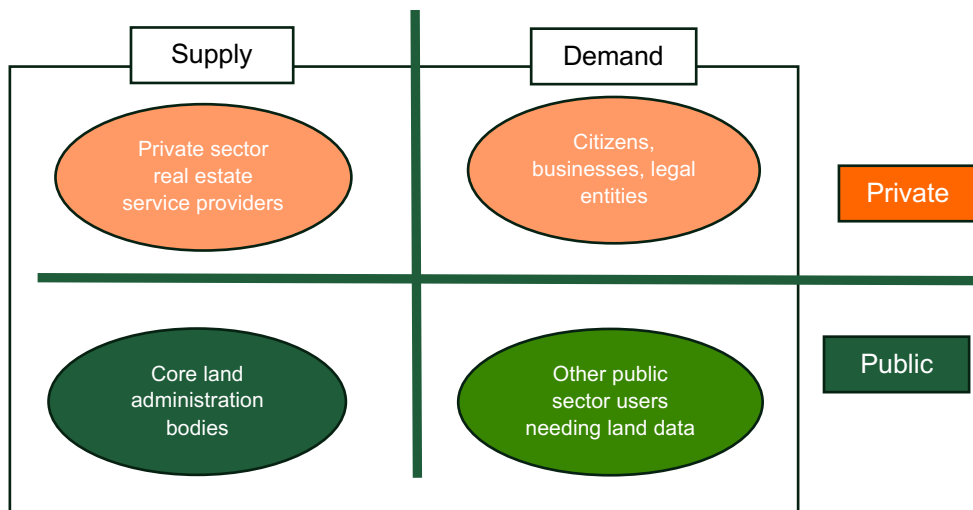 Supply
Demand
Private sector
real estate
service providers
Citizens,
businesses, legal
entities
Private
Core land
administration
bodies
Other public
sector users
needing land data
Public